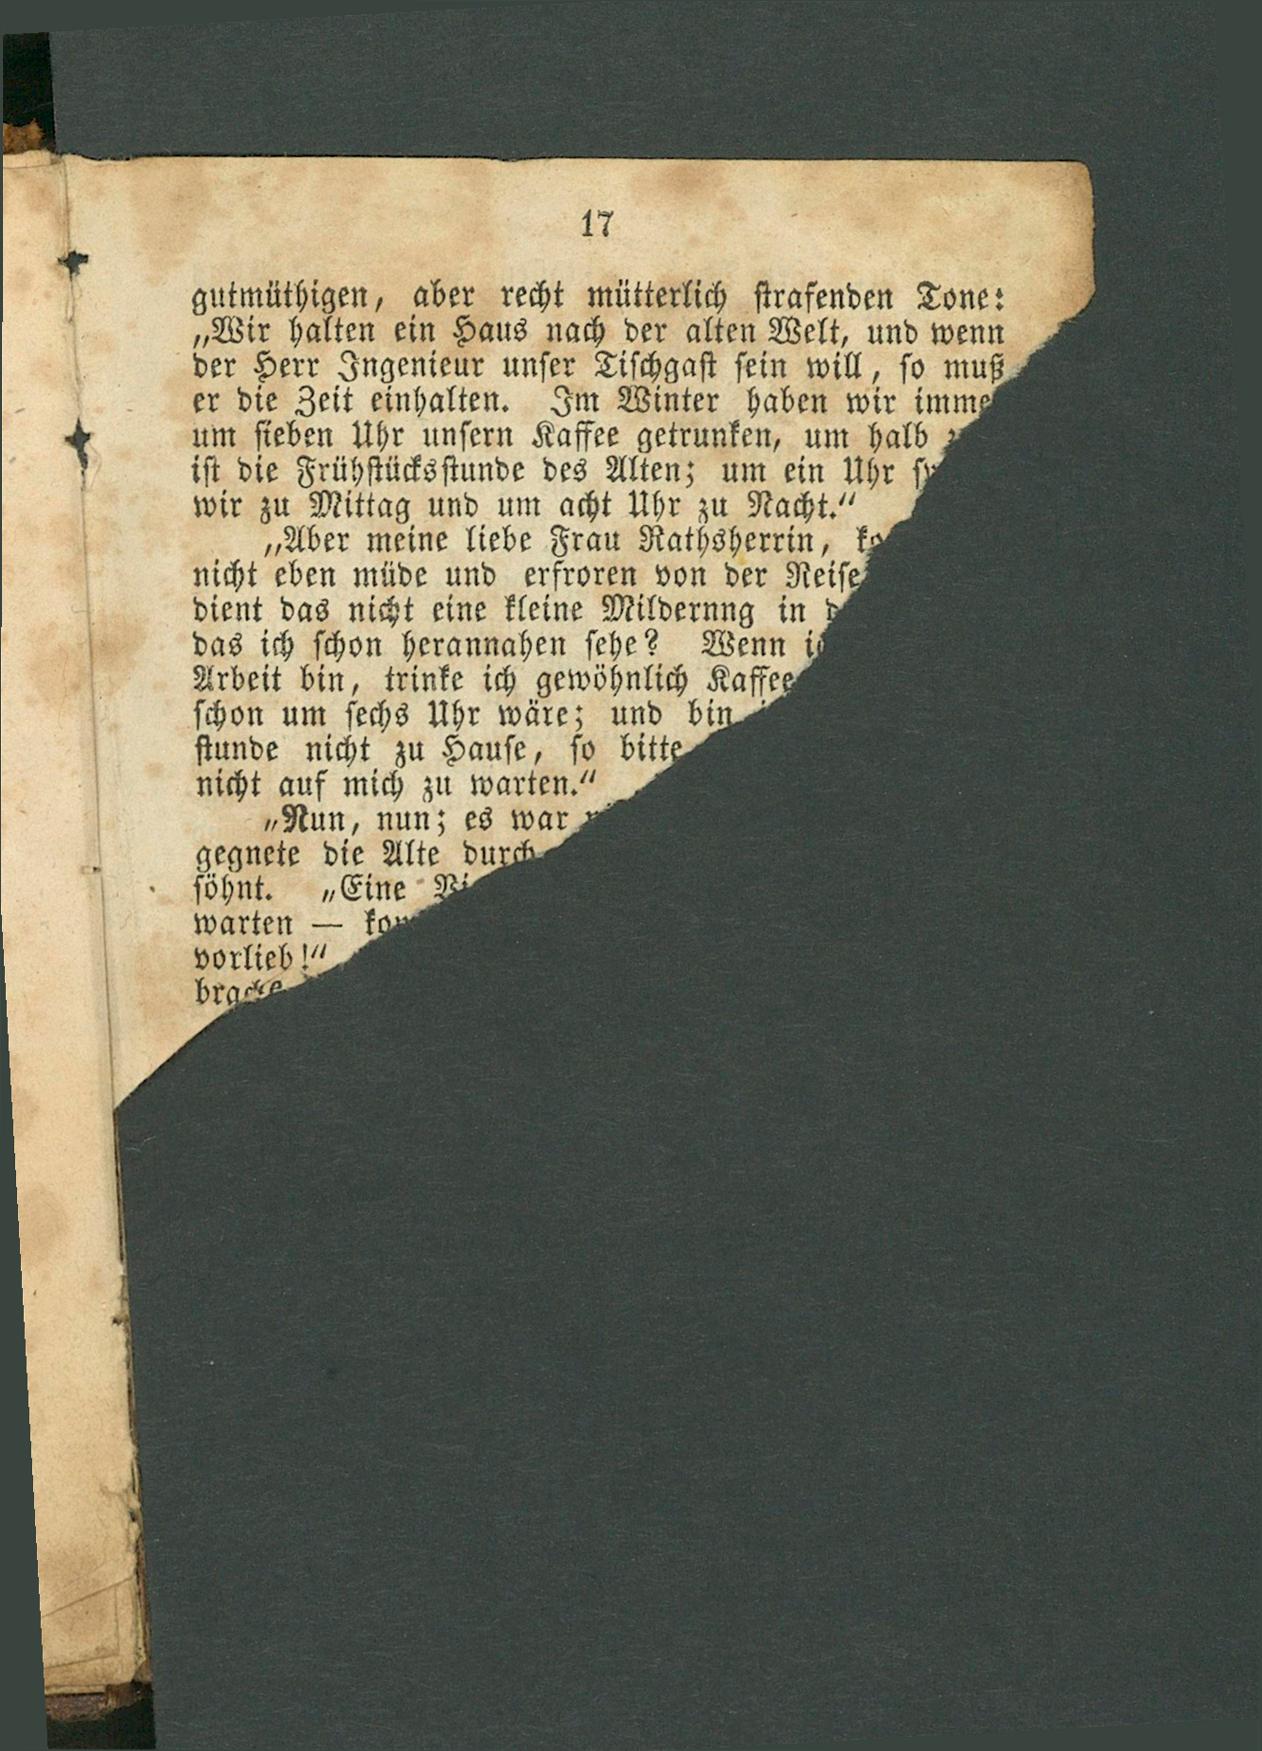 17
gutmüthigen, aber recht mütterlich strafenden Tone:
„Wir halten ein Haus nach der alten Welt, und wenn
der Herr Ingenieur unser Tischgast sein will, so muß
er die Zeit einhalten. Im Winter haben wir imme
um sieben Uhr unsern Kaffee getrunken, um halb
ist die Frühstücksstunde des Alten; um ein Uhr
wir zu Mittag und um acht Uhr zu Nacht.“
„Aber meine liebe Frau Rathsherrin,
nicht eben müde und erfroren von der Reise
dient das nicht eine kleine Mildernng in
das ich schon herannahen sehe? Wenn
Arbeit bin, trinke ich gewöhnlich Kaffee
schon um sechs Uhr wäre; und bin
stunde nicht zu Hause, so bitte
nicht auf mich zu warten.“
„Nun, nun; es war
gegnete die Alte durch
söhnt. „Eine
warten —
vorlieb!“